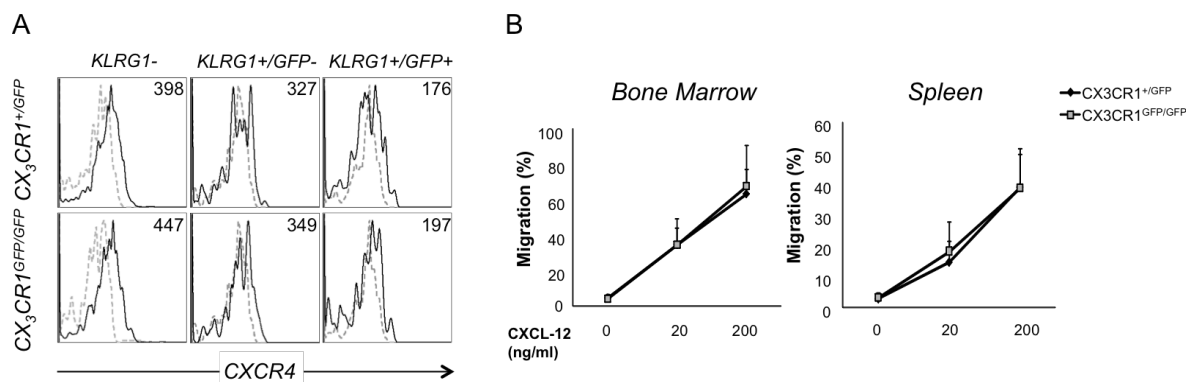 A
KLRG1- KLRG1+/GFP- KLRG1+/GFP+
CX3CR1+/GFP
398 327 176
CX3CR1GFP/GFP
447 349 197
CXCR4
B
Bone Marrow
Migration (%)
100
80
60
40
20
0
CXCL-12 (ng/ml)
0 20 200
Spleen
Migration (%)
60
50
40
30
20
10
0
0 20 200
CX3CR1+/GFP
CX3CR1GFP/GFP